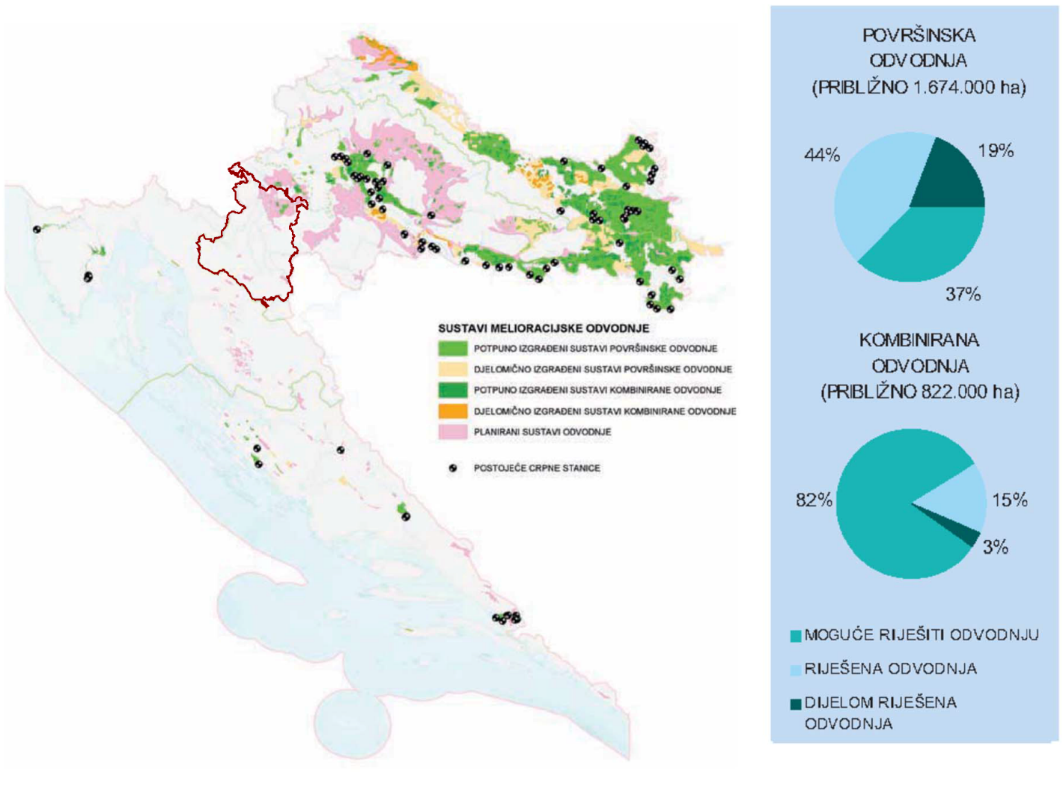 SUSTAVI MELIORACIJSKE ODVODNJE
POTPUNO IZGRAĐENI SUSTAVI POVRŠINSKE ODVODNJE
DJELOMIČNO IZGRAĐENI SUSTAVI POVRŠINSKE ODVODNJE
POTPUNO IZGRAĐENI SUSTAVI KOMBINIRANE ODVODNJE
DJELOMIČNO IZGRAĐENI SUSTAVI KOMBINIRANE ODVODNJE
PLANIRANI SUSTAVI ODVODNJE
POSTOJEĆE CRPNE STANICE
POVRŠINSKA
ODVODNJA
(PRIBLIŽNO 1.674.000 ha)
44%
19%
37%
KOMBINIRANA
ODVODNJA
(PRIBLIŽNO 822.000 ha)
82%
15%
3%
MOGUĆE RIJEŠITI ODVODNJU
RIJEŠENA ODVODNJA
DIJELOM RIJEŠENA
ODVODNJA